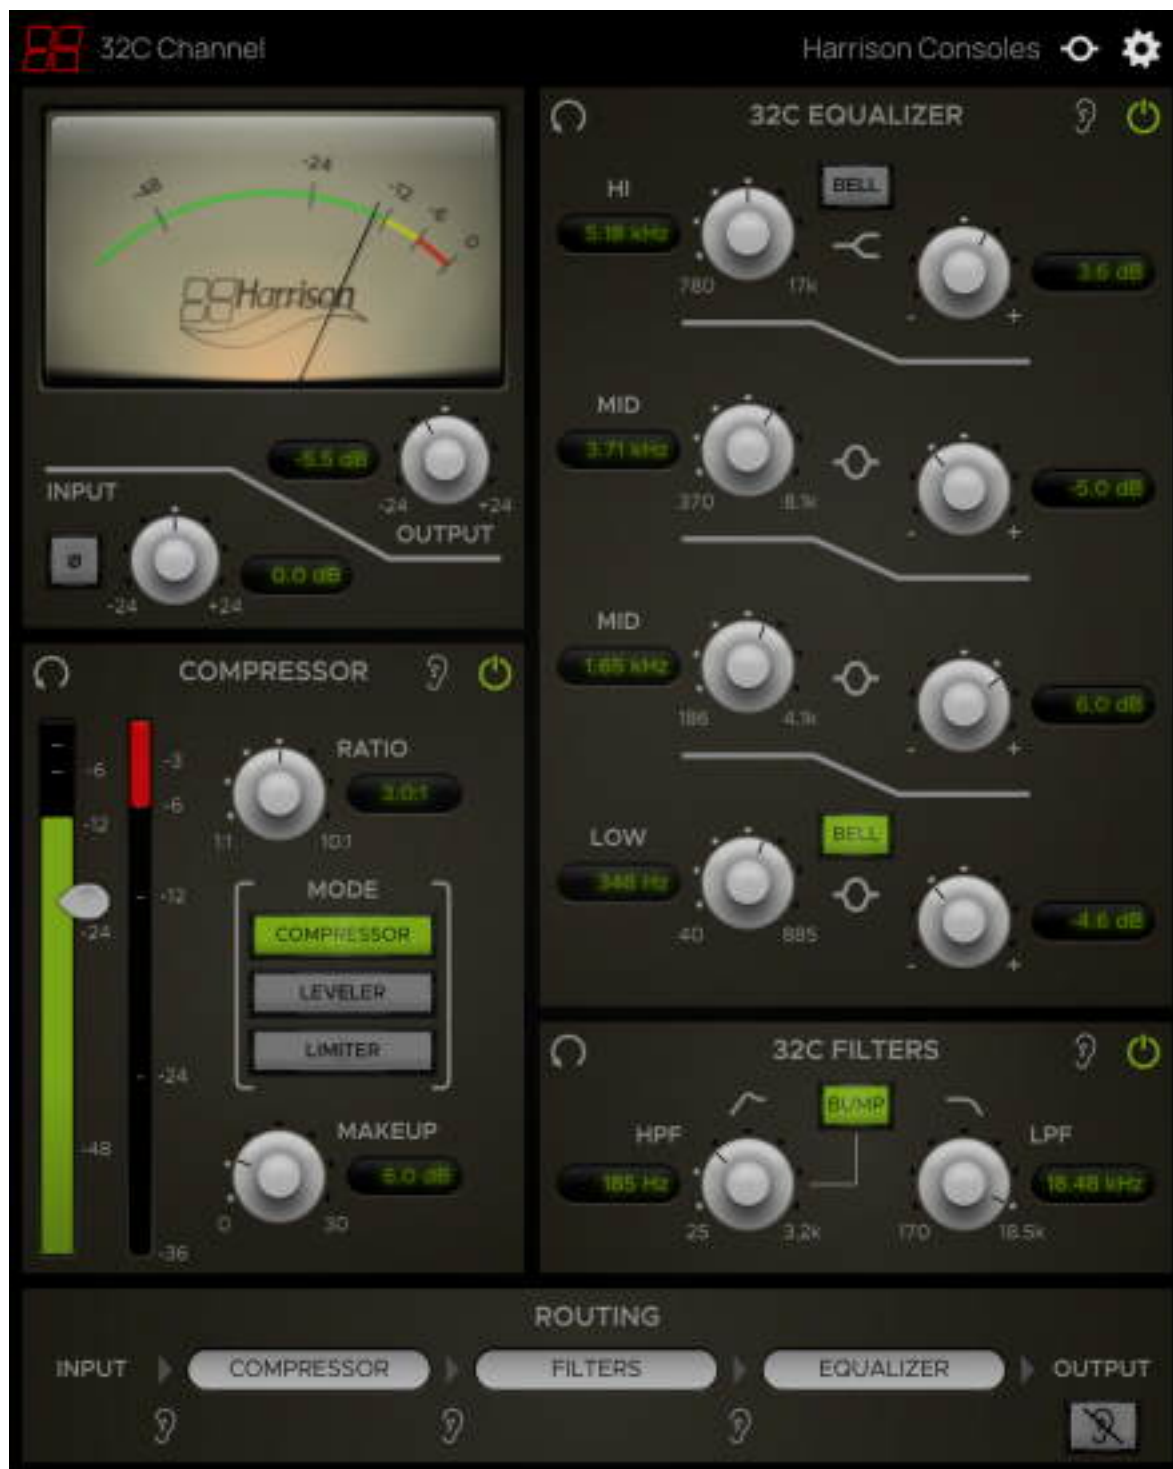 32C Channel
Harrison Consoles
-48
-24
-12
-6
0
Harrison
-5.5 dB
-24
+24
OUTPUT
INPUT
Ø
0.0 dB
-24
+24
COMPRESSOR
-6
-12
-24
-48
-3
-6
-12
-24
-36
RATIO
3.0:1
1:1
10:1
MODE
COMPRESSOR
LEVELER
LIMITER
MAKEUP
6.0 dB
0
30
32C EQUALIZER
HI
BELL
5.18 kHz
780
17k
3.6 dB
-
+
MID
3.71 kHz
370
8.1k
-5.0 dB
-
+
MID
1.65 kHz
186
4.1k
6.0 dB
-
+
LOW
BELL
348 Hz
40
885
-4.6 dB
-
+
32C FILTERS
BUMP
HPF
LPF
185 Hz
18.48 kHz
25
3.2k
170
18.5k
ROUTING
INPUT
COMPRESSOR
FILTERS
EQUALIZER
OUTPUT